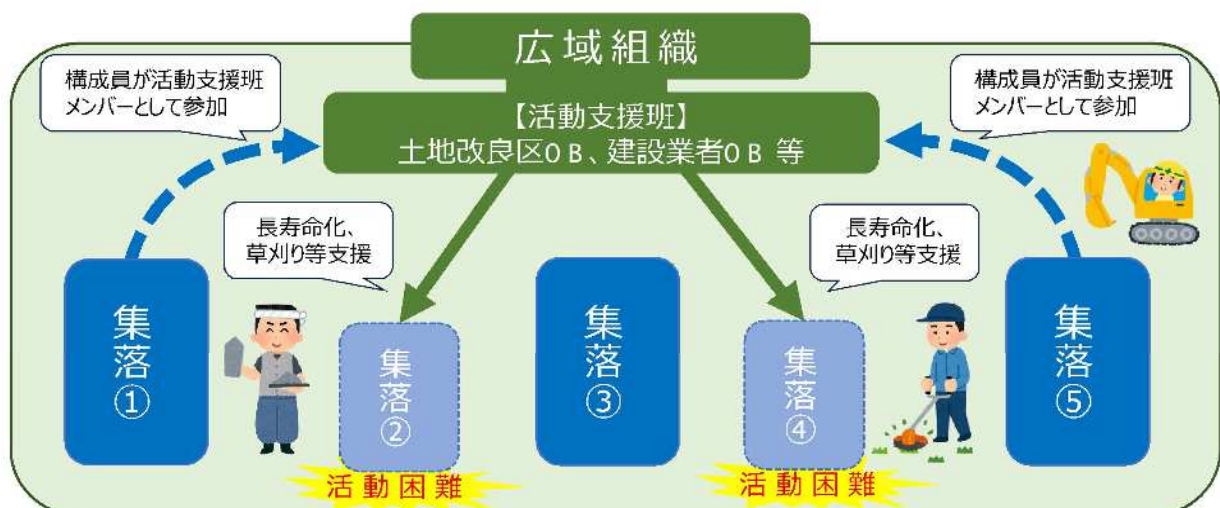 広域組織
構成員が活動支援班
メンバーとして参加
【活動支援班】
土地改良区OB、建設業者OB 等
構成員が活動支援班
メンバーとして参加
長寿命化、
草刈り等支援
長寿命化、
草刈り等支援
集落①
集落②
集落③
集落④
集落⑤
活動困難
活動困難